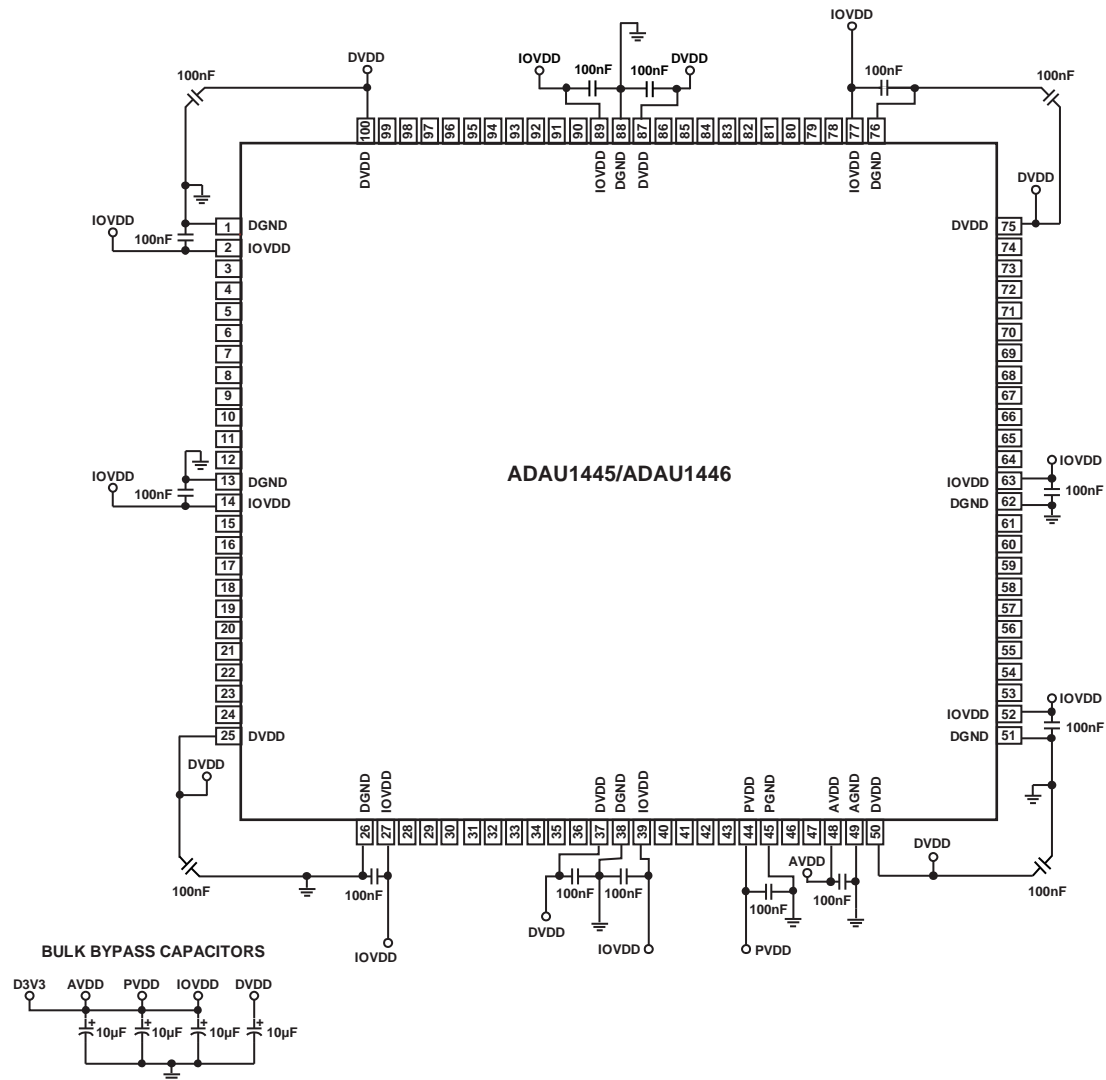 IOVDD
DVDD
IOVDD
DVDD
100nF
100nF
100nF
100nF
100nF
100 99 98 97 96 95 94 93 92 91 90 89 88 87 86 85 84 83 82 81 80 79 78 77 76
DVDD
IOVDD
DGND
DVDD
IOVDD
DGND
DVDD
IOVDD
100nF
1 DGND
2 IOVDD
3
4
5
6
7
8
9
10
11
12
IOVDD
100nF
13 DGND
14 IOVDD
15
16
17
18
19
20
21
22
23
24
25 DVDD
DVDD
100nF
ADAU1445/ADAU1446
DVDD 75
74
73
72
71
70
69
68
67
66
65
64
IOVDD 63
DGND 62
IOVDD
100nF
61
60
59
58
57
56
55
54
53
IOVDD 52
DGND 51
IOVDD
100nF
DGND
IOVDD
DVDD
DGND
IOVDD
PVDD
PGND
AVDD
AGND
DVDD
26 27 28 29 30 31 32 33 34 35 36 37 38 39 40 41 42 43 44 45 46 47 48 49 50
100nF
IOVDD
100nF
100nF
DVDD
IOVDD
100nF
PVDD
AVDD
100nF
DVDD
100nF
BULK BYPASS CAPACITORS
D3V3 AVDD PVDD IOVDD DVDD
+ + + +
10µF 10µF 10µF 10µF